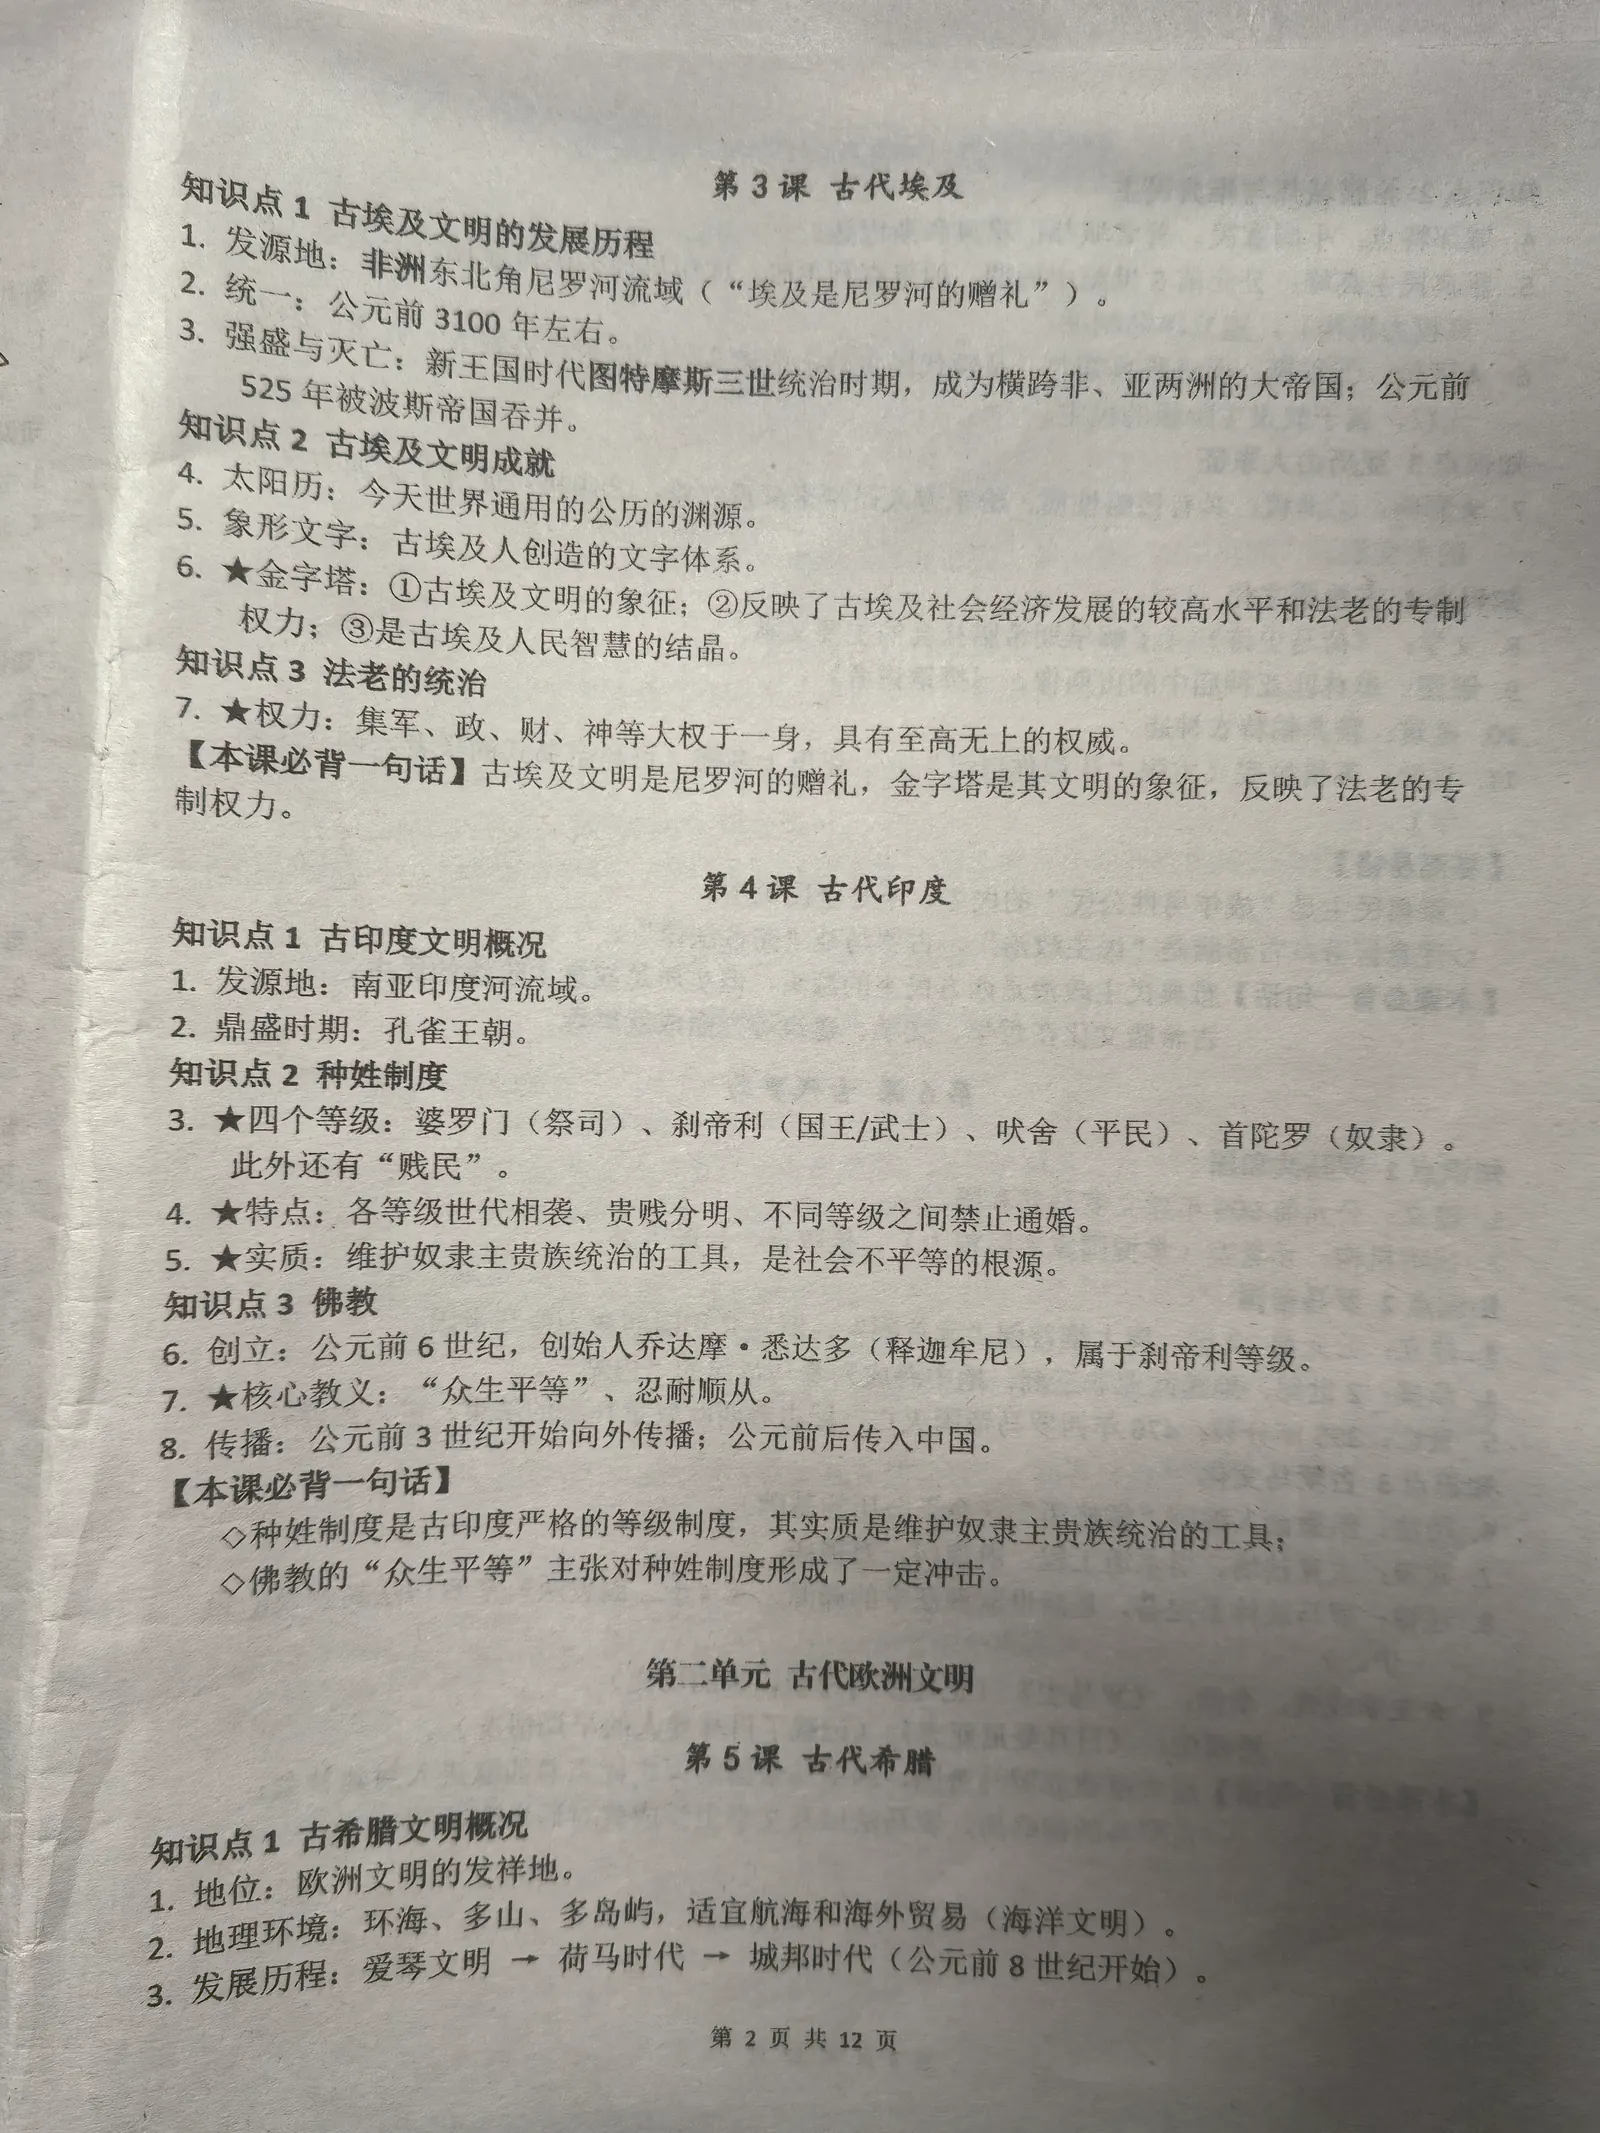 第 3 课 古代埃及
知识点 1 古埃及文明的发展历程
1. 发源地：非洲东北角尼罗河流域（“埃及是尼罗河的赠礼”）。
2. 统一：公元前 3100 年左右。
3. 强盛与灭亡：新王国时代图特摩斯三世统治时期，成为横跨非、亚两洲的大帝国；公元前
525 年被波斯帝国吞并。
知识点 2 古埃及文明成就
4. 太阳历：今天世界通用的公历的渊源。
5. 象形文字：古埃及人创造的文字体系。
6. ★金字塔：①古埃及文明的象征；②反映了古埃及社会经济发展的较高水平和法老的专制
权力；③是古埃及人民智慧的结晶。
知识点 3 法老的统治
7. ★权力：集军、政、财、神等大权于一身，具有至高无上的权威。
【本课必背一句话】古埃及文明是尼罗河的赠礼，金字塔是其文明的象征，反映了法老的专
制权力。
第 4 课 古代印度
知识点 1 古印度文明概况
1. 发源地：南亚印度河流域。
2. 鼎盛时期：孔雀王朝。
知识点 2 种姓制度
3. ★四个等级：婆罗门（祭司）、刹帝利（国王/武士）、吠舍（平民）、首陀罗（奴隶）。
此外还有“贱民”。
4. ★特点：各等级世代相袭、贵贱分明、不同等级之间禁止通婚。
5. ★实质：维护奴隶主贵族统治的工具，是社会不平等的根源。
知识点 3 佛教
6. 创立：公元前 6 世纪，创始人乔达摩·悉达多（释迦牟尼），属于刹帝利等级。
7. ★核心教义：“众生平等”、忍耐顺从。
8. 传播：公元前 3 世纪开始向外传播；公元前后传入中国。
【本课必背一句话】
◇种姓制度是古印度严格的等级制度，其实质是维护奴隶主贵族统治的工具；
◇佛教的“众生平等”主张对种姓制度形成了一定冲击。
第二单元 古代欧洲文明
第 5 课 古代希腊
知识点 1 古希腊文明概况
1. 地位：欧洲文明的发祥地。
2. 地理环境：环海、多山、多岛屿，适宜航海和海外贸易（海洋文明）。
3. 发展历程：爱琴文明 → 荷马时代 → 城邦时代（公元前 8 世纪开始）。
第 2 页 共 12 页